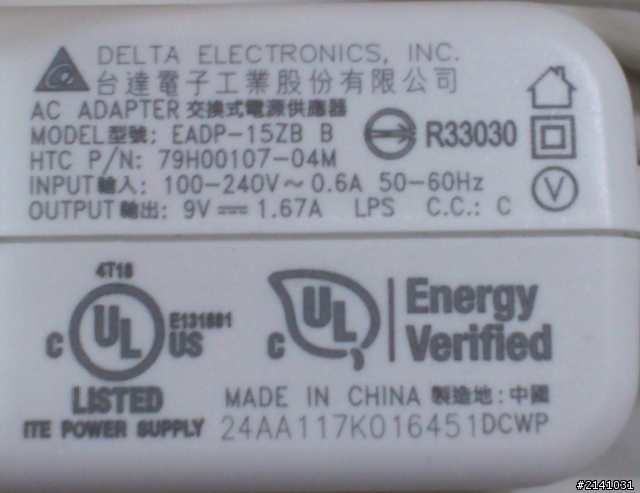 DELTA ELECTRONICS, INC.
台達電子工業股份有限公司
AC ADAPTER 交換式電源供應器
MODEL型號: EADP-15ZB B
R33030
HTC P/N: 79H00107-04M
INPUT輸入: 100-240V~ 0.6A 50-60Hz
OUTPUT輸出: 9V⎓1.67A LPS C.C.: C
V
4T18
C UL US E131881
LISTED
ITE POWER SUPPLY
C UL Energy
Verified
MADE IN CHINA 製造地:中國
24AA117K016451DCWP
#2141031